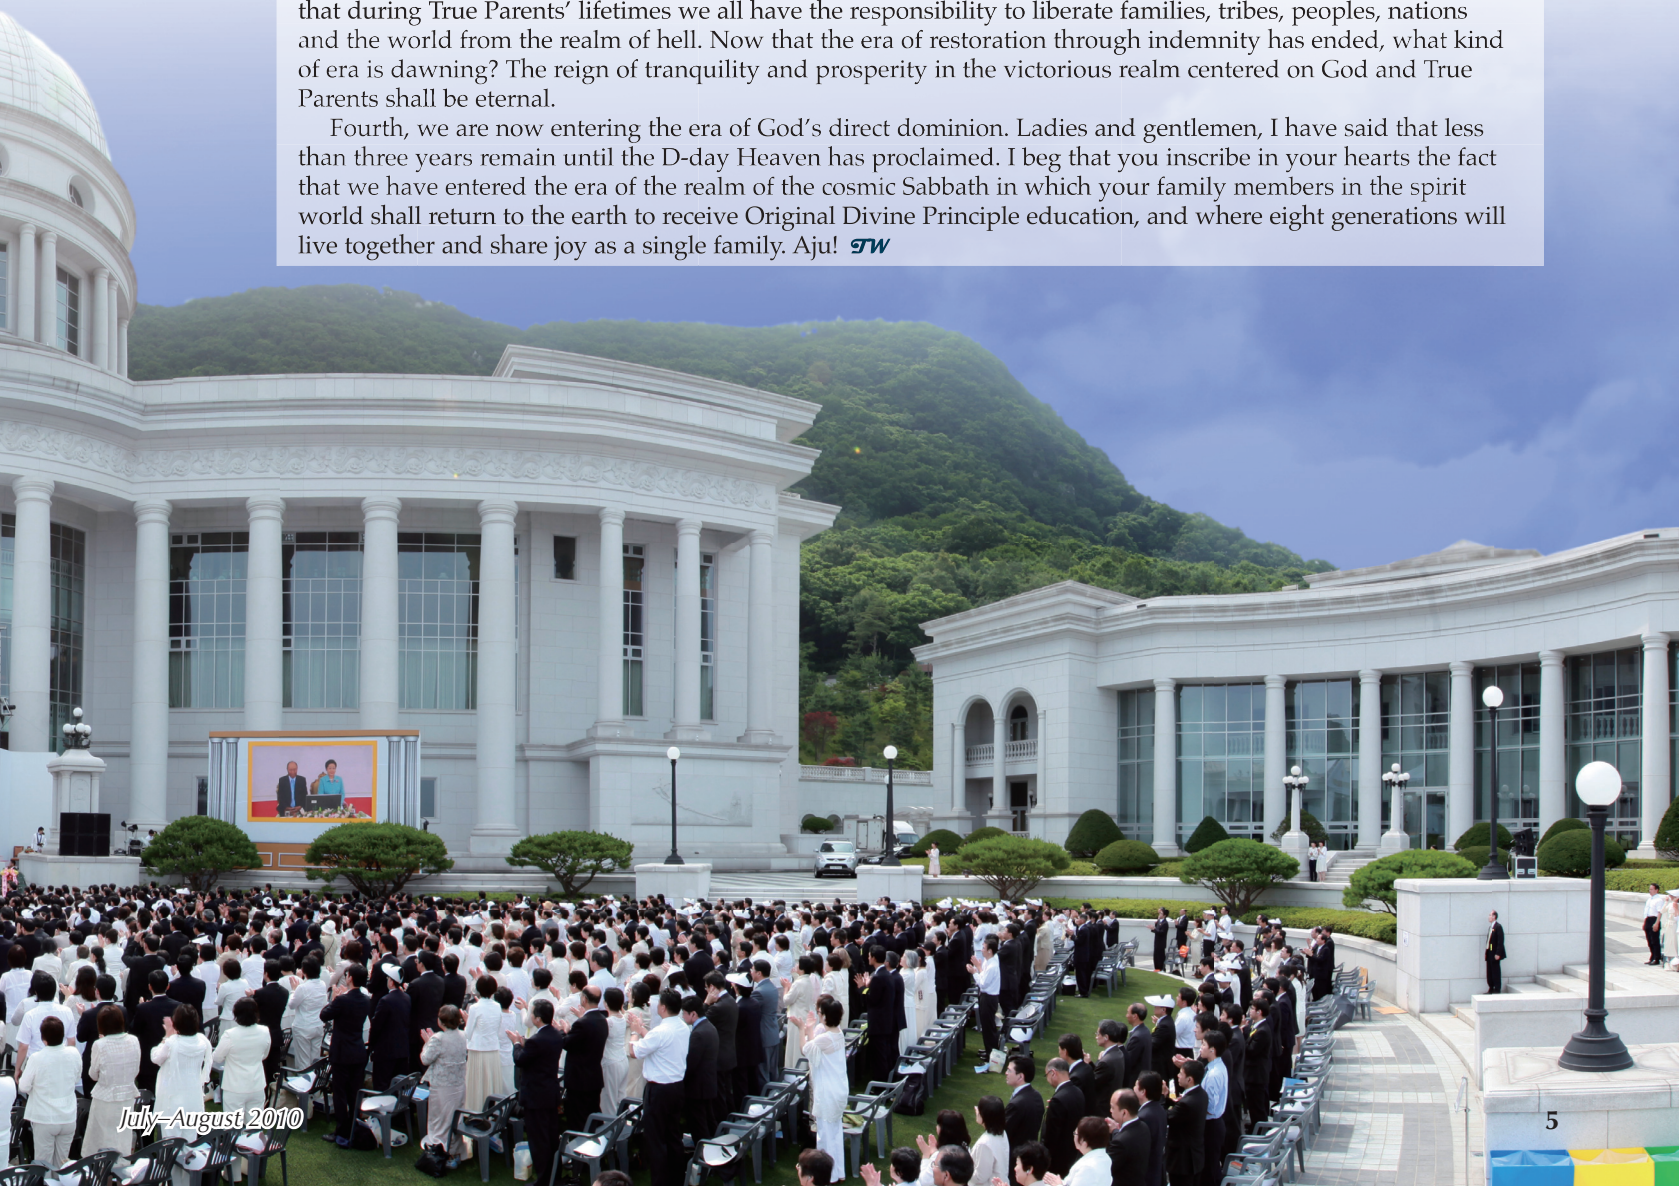 that during True Parents’ lifetimes we all have the responsibility to liberate families, tribes, peoples, nations
and the world from the realm of hell. Now that the era of restoration through indemnity has ended, what kind
of era is dawning? The reign of tranquility and prosperity in the victorious realm centered on God and True
Parents shall be eternal.
Fourth, we are now entering the era of God’s direct dominion. Ladies and gentlemen, I have said that less
than three years remain until the D-day Heaven has proclaimed. I beg that you inscribe in your hearts the fact
that we have entered the era of the realm of the cosmic Sabbath in which your family members in the spirit
world shall return to the earth to receive Original Divine Principle education, and where eight generations will
live together and share joy as a single family. Aju! TW
July–August 2010
5